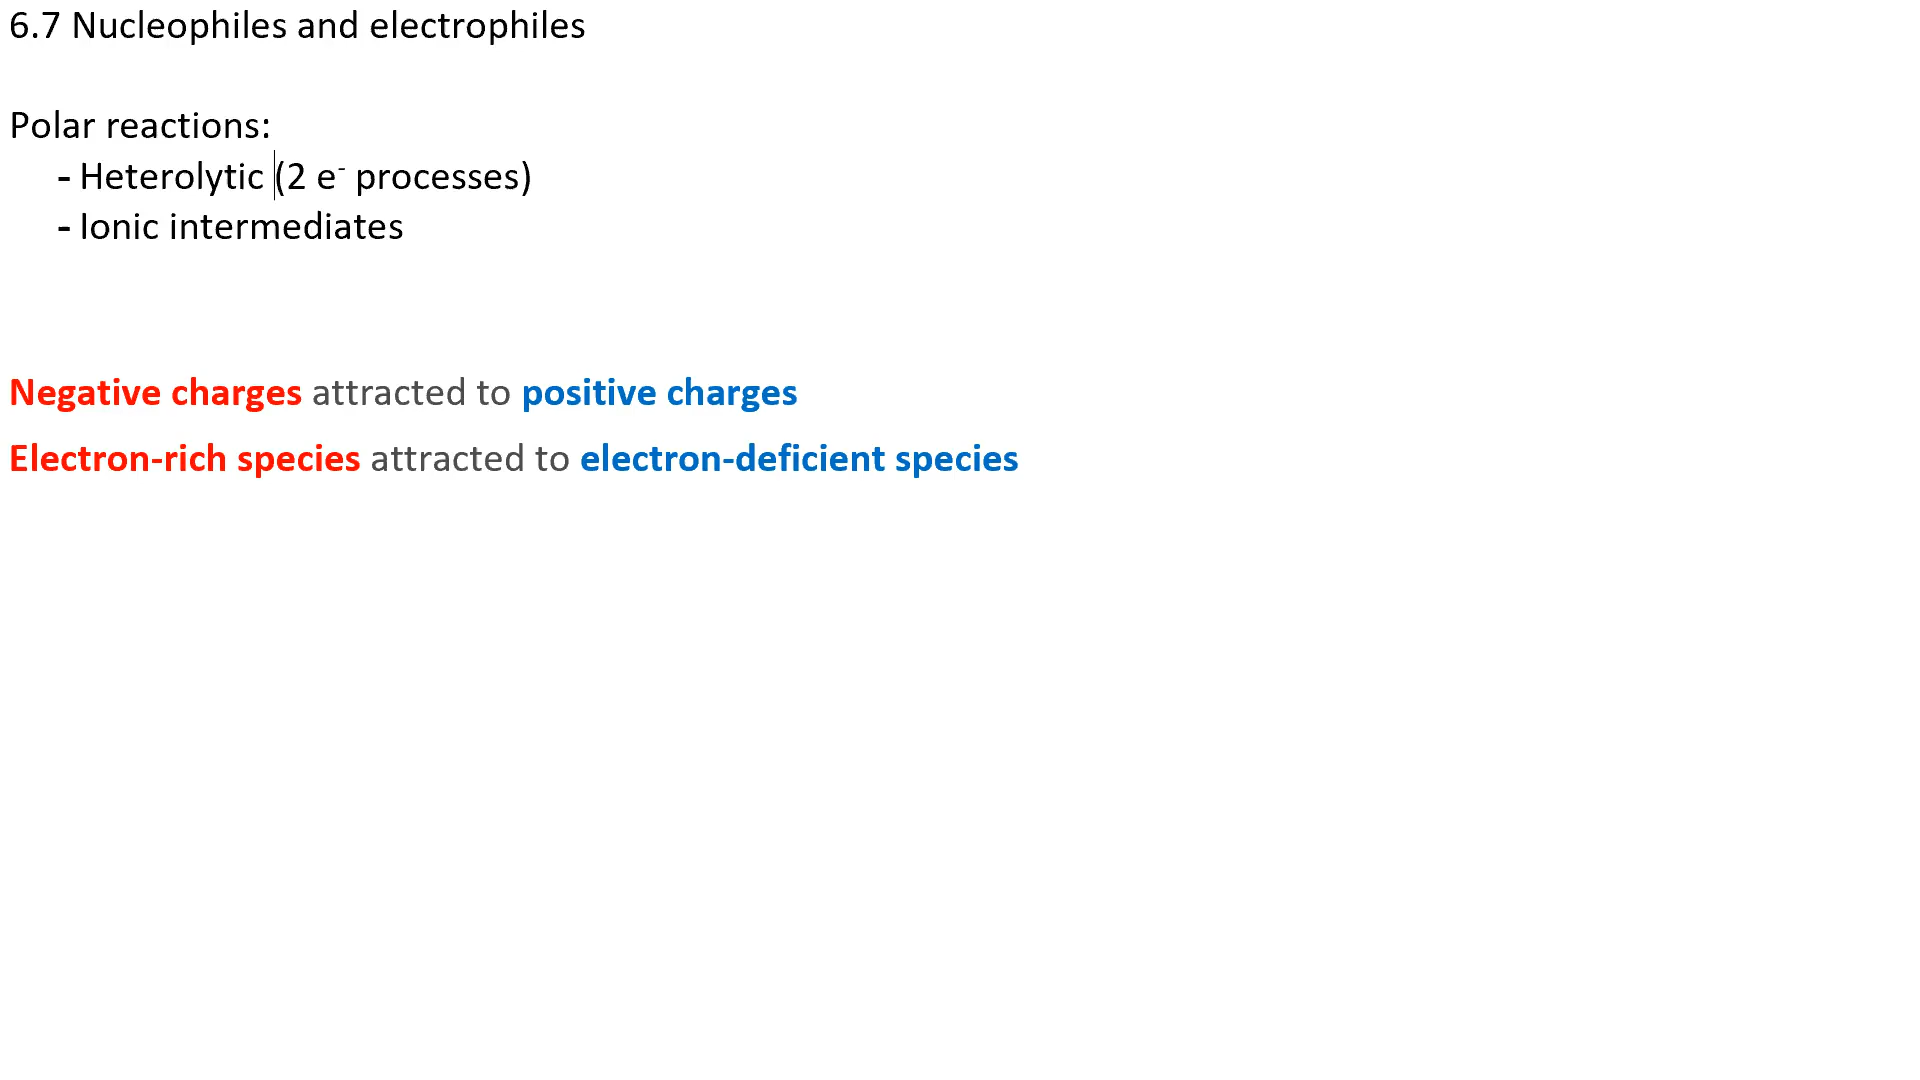 6.7 Nucleophiles and electrophiles
Polar reactions:
- Heterolytic (2 e⁻ processes)
- Ionic intermediates
Negative charges attracted to positive charges
Electron-rich species attracted to electron-deficient species